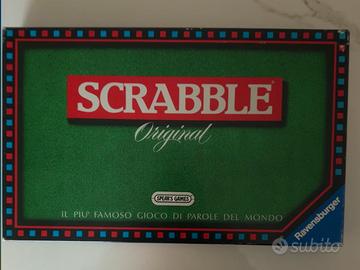 SCRABBLE®
Original
SPEAR'S GAMES
IL PIU' FAMOSO GIOCO DI PAROLE DEL MONDO
Ravensburger
subito